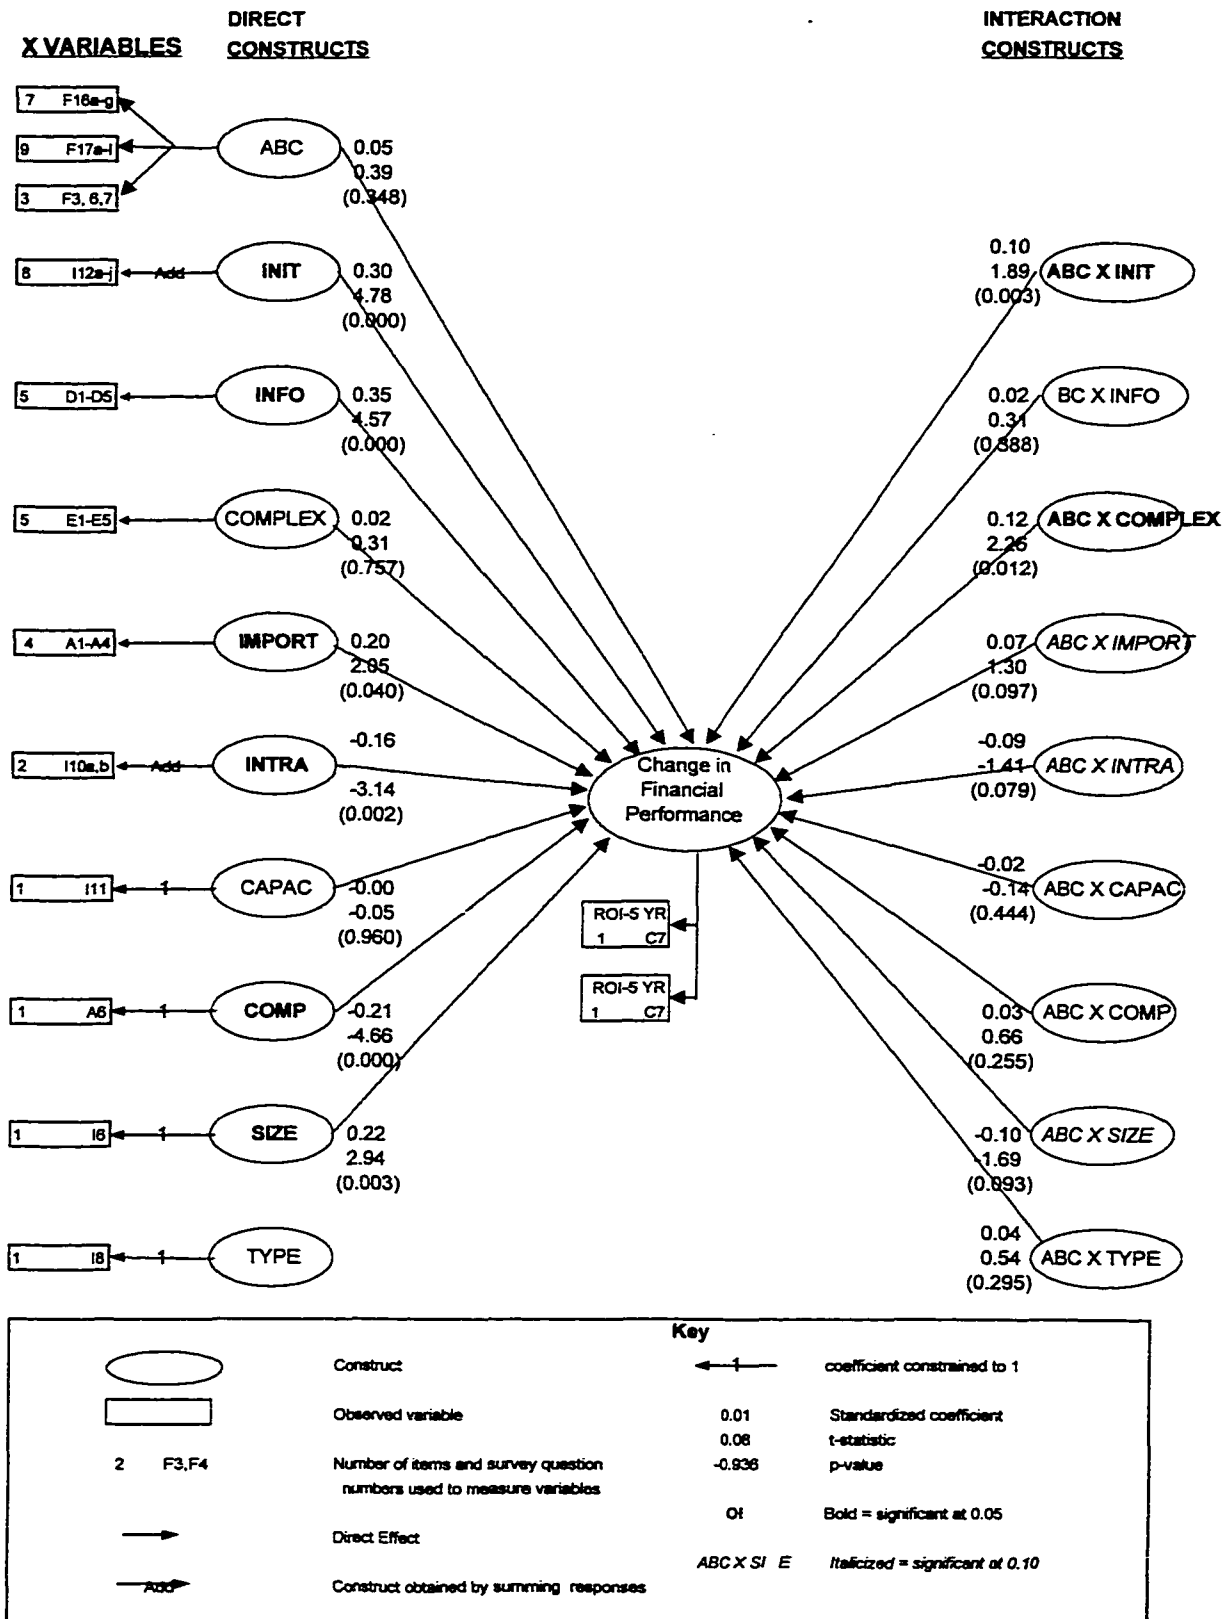 DIRECT
X VARIABLES CONSTRUCTS
INTERACTION
CONSTRUCTS
7 F16a-g
9 F17a-i
3 F3, 6,7
ABC
0.05
0.39
(0.348)
8 I12a-j
Add
INIT
0.30
4.78
(0.000)
0.10
1.89
(0.003)
ABC X INIT
5 D1-D5
INFO
0.35
4.57
(0.000)
0.02
0.31
(0.388)
BC X INFO
5 E1-E5
COMPLEX
0.02
0.31
(0.757)
0.12
2.26
(0.012)
ABC X COMPLEX
4 A1-A4
IMPORT
0.20
2.05
(0.040)
0.07
1.30
(0.097)
ABC X IMPORT
2 I10a,b
Add
INTRA
-0.16
-3.14
(0.002)
Change in
Financial
Performance
-0.09
-1.41
(0.079)
ABC X INTRA
1 I11
1
CAPAC
-0.00
-0.05
(0.960)
ROI-5 YR
1 C7
ROI-5 YR
1 C7
-0.02
-0.14
(0.444)
ABC X CAPAC
1 A6
1
COMP
-0.21
-4.66
(0.000)
0.03
0.66
(0.255)
ABC X COMP
1 I6
1
SIZE
0.22
2.94
(0.003)
-0.10
-1.69
(0.093)
ABC X SIZE
1 I8
1
TYPE
0.04
0.54
(0.295)
ABC X TYPE
Key
Construct
1 coefficient constrained to 1
Observed variable
0.01 Standardized coefficient
0.08 t-statistic
-0.936 p-value
2 F3,F4 Number of items and survey question
numbers used to measure variables
Bold = significant at 0.05
Direct Effect
ABC X SI E Italicized = significant at 0.10
Add Construct obtained by summing responses